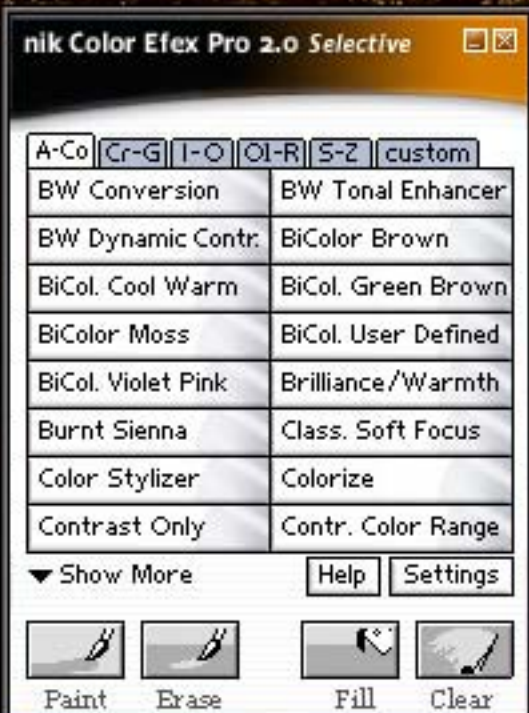 nik Color Efex Pro 2.0 Selective
A-Co Cr-G I-O Ol-R S-Z custom
BW Conversion BW Tonal Enhancer
BW Dynamic Contr. BiColor Brown
BiCol. Cool Warm BiCol. Green Brown
BiColor Moss BiCol. User Defined
BiCol. Violet Pink Brilliance/Warmth
Burnt Sienna Class. Soft Focus
Color Stylizer Colorize
Contrast Only Contr. Color Range
Show More Help Settings
Paint Erase Fill Clear